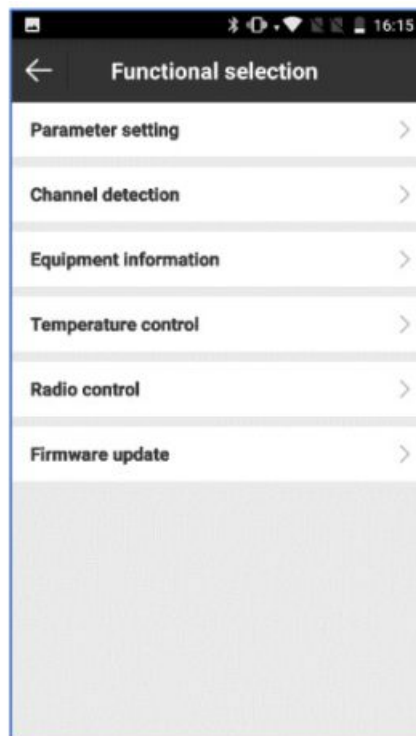 16:15
Functional selection
Parameter setting
Channel detection
Equipment information
Temperature control
Radio control
Firmware update